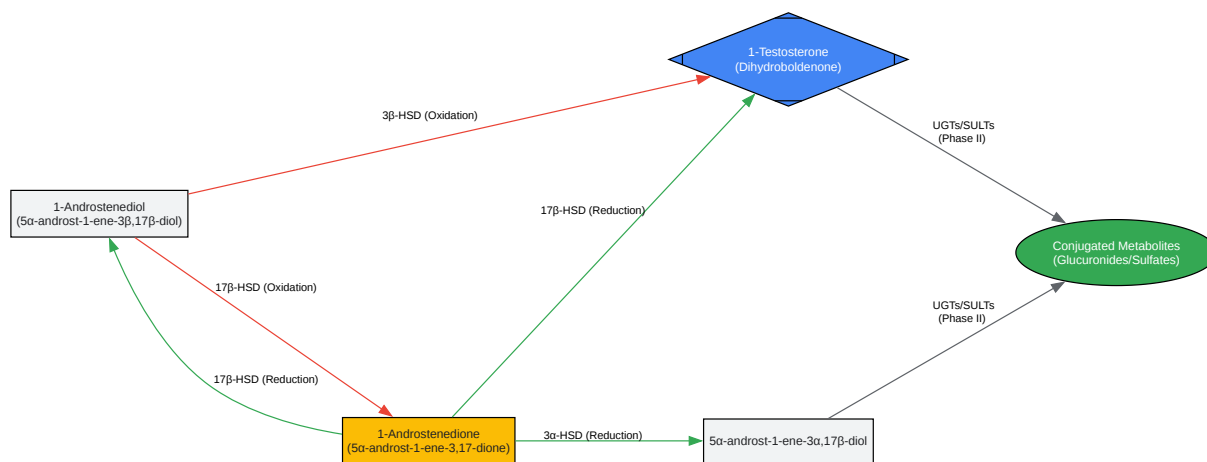 1-Testosterone
(Dihydroboldenone)
3β-HSD (Oxidation)
UGTs/SULTs
(Phase II)
1-Androstenediol
(5α-androst-1-ene-3β,17β-diol)
17β-HSD (Reduction)
Conjugated Metabolites
(Glucuronides/Sulfates)
17β-HSD (Oxidation)
UGTs/SULTs
(Phase II)
17β-HSD (Reduction)
1-Androstenedione
(5α-androst-1-ene-3,17-dione)
3α-HSD (Reduction)
5α-androst-1-ene-3α,17β-diol